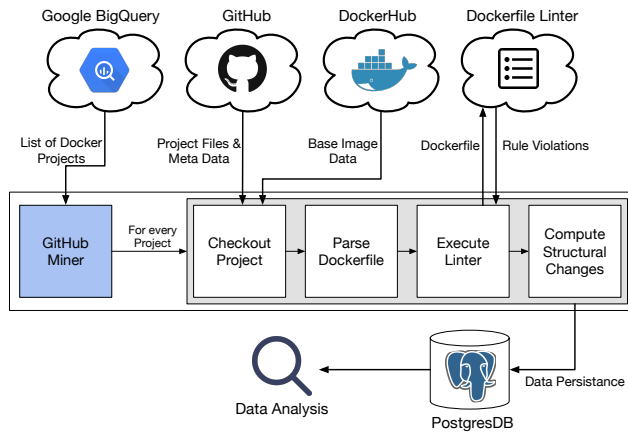 Google BigQuery
GitHub
DockerHub
Dockerfile Linter
List of Docker
Projects
Project Files &
Meta Data
Base Image
Data
Dockerfile
Rule Violations
GitHub
Miner
For every
Project
Checkout
Project
Parse
Dockerfile
Execute
Linter
Compute
Structural
Changes
Data Persistance
Data Analysis
PostgresDB